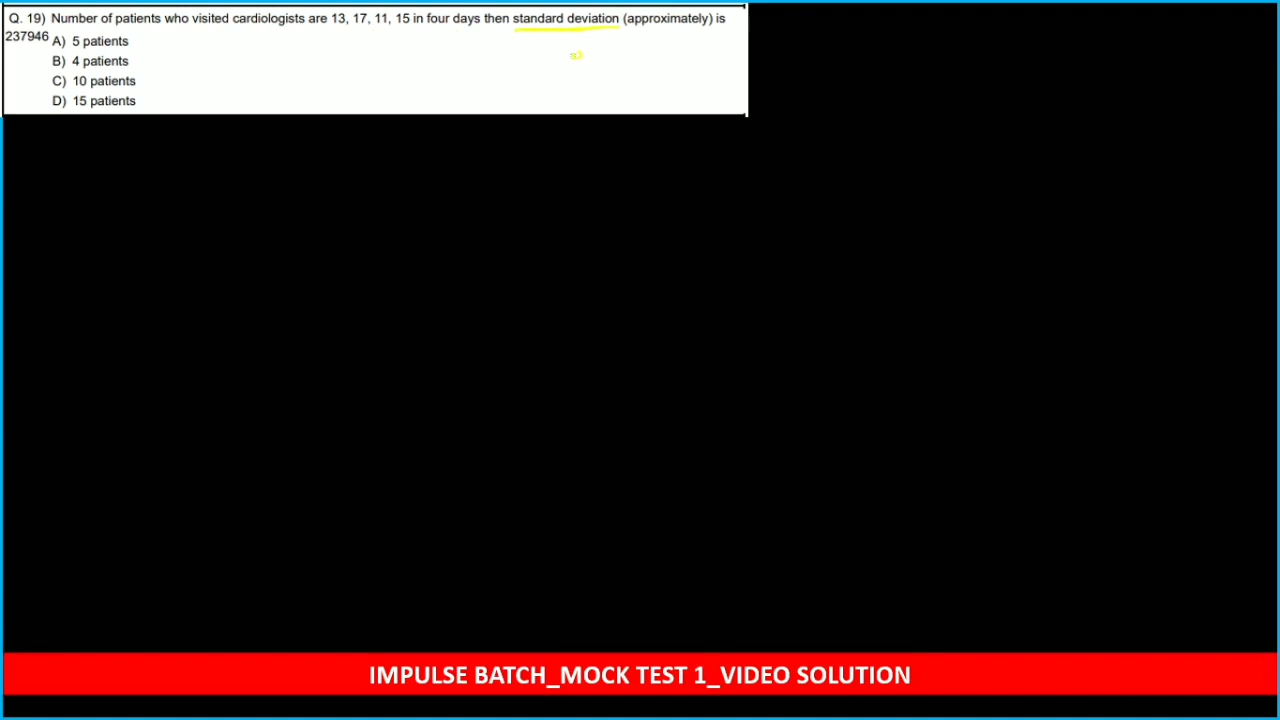 Q. 19) Number of patients who visited cardiologists are 13, 17, 11, 15 in four days then standard deviation (approximately) is
237946
A) 5 patients
B) 4 patients
C) 10 patients
D) 15 patients
IMPULSE BATCH_MOCK TEST 1_VIDEO SOLUTION